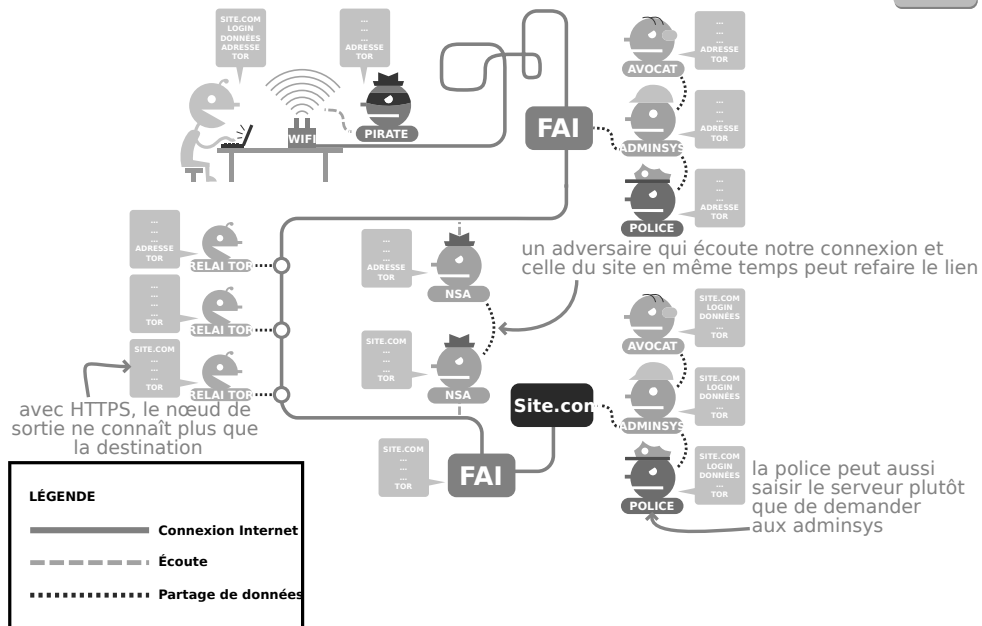 SITE.COM
LOGIN
DONNÉES
ADRESSE
TOR
...
...
...
ADRESSE
TOR
WIFI
PIRATE
FAI
...
...
...
ADRESSE
TOR
AVOCAT
...
...
...
ADRESSE
TOR
ADMINSYS
...
...
...
ADRESSE
TOR
POLICE
...
...
...
ADRESSE
TOR
RELAI TOR
...
...
...
...
TOR
RELAI TOR
SITE.COM
...
...
...
TOR
RELAI TOR
...
...
...
ADRESSE
TOR
NSA
SITE.COM
...
...
...
TOR
NSA
un adversaire qui écoute notre connexion et
celle du site en même temps peut refaire le lien
avec HTTPS, le nœud de
sortie ne connaît plus que
la destination
SITE.COM
...
...
...
TOR
FAI
Site.com
SITE.COM
LOGIN
DONNÉES
...
TOR
AVOCAT
SITE.COM
LOGIN
DONNÉES
...
TOR
ADMINSYS
SITE.COM
LOGIN
DONNÉES
...
TOR
POLICE
la police peut aussi
saisir le serveur plutôt
que de demander
aux adminsys
LÉGENDE
Connexion Internet
Écoute
Partage de données